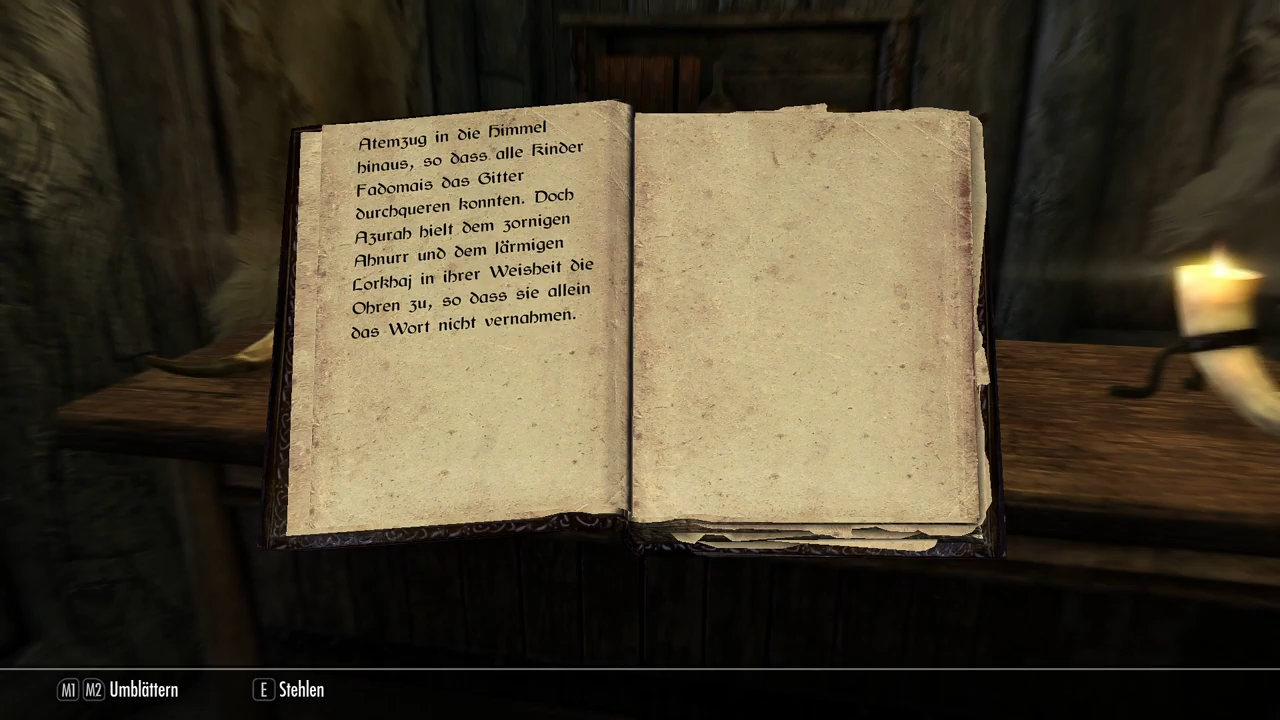 Atemzug in die Himmel
hinaus, so dass alle Kinder
Fadomais das Gitter
durchqueren konnten. Doch
Azurah hielt dem zornigen
Ahnurr und dem lärmigen
Lorkhaj in ihrer Weisheit die
Ohren zu, so dass sie allein
das Wort nicht vernahmen.
M1 M2 Umblättern E Stehlen